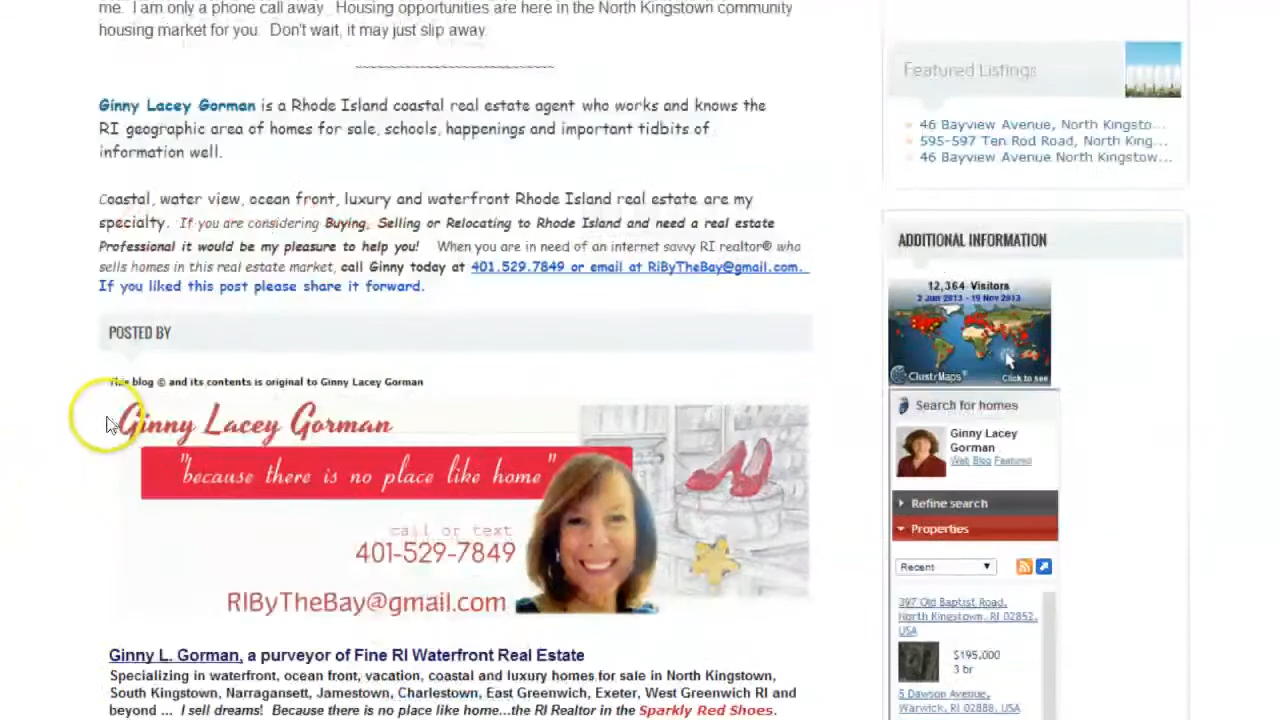 me. I am only a phone call away. Housing opportunities are here in the North Kingstown community
housing market for you. Don't wait, it may just slip away.
~~~~~~~~~~~~~~~~~~~~~~~~~~~~
Ginny Lacey Gorman is a Rhode Island coastal real estate agent who works and knows the
RI geographic area of homes for sale, schools, happenings and important tidbits of
information well.
Coastal, water view, ocean front, luxury and waterfront Rhode Island real estate are my
specialty. If you are considering Buying, Selling or Relocating to Rhode Island and need a real estate
Professional it would be my pleasure to help you! When you are in need of an internet savvy RI realtor® who
sells homes in this real estate market, call Ginny today at 401.529.7849 or email at RiByTheBay@gmail.com.
If you liked this post please share it forward.
POSTED BY
This blog © and its contents is original to Ginny Lacey Gorman
Ginny Lacey Gorman
"because there is no place like home"
call or text
401-529-7849
RIByTheBay@gmail.com
Ginny L. Gorman, a purveyor of Fine RI Waterfront Real Estate
Specializing in waterfront, ocean front, vacation, coastal and luxury homes for sale in North Kingstown,
South Kingstown, Narragansett, Jamestown, Charlestown, East Greenwich, Exeter, West Greenwich RI and
beyond ... I sell dreams! Because there is no place like home...the RI Realtor in the Sparkly Red Shoes.
Featured Listings
46 Bayview Avenue, North Kingsto...
595-597 Ten Rod Road, North King...
46 Bayview Avenue North Kingstow...
ADDITIONAL INFORMATION
12,364 Visitors
2 Jun 2013 - 19 Nov 2013
ClustrMaps®
Click to see
Search for homes
Ginny Lacey
Gorman
Web Blog Featured
Refine search
Properties
Recent
397 Old Baptist Road,
North Kingstown, RI 02852,
USA
$195,000
3 br
5 Dawson Avenue,
Warwick, RI 02888, USA